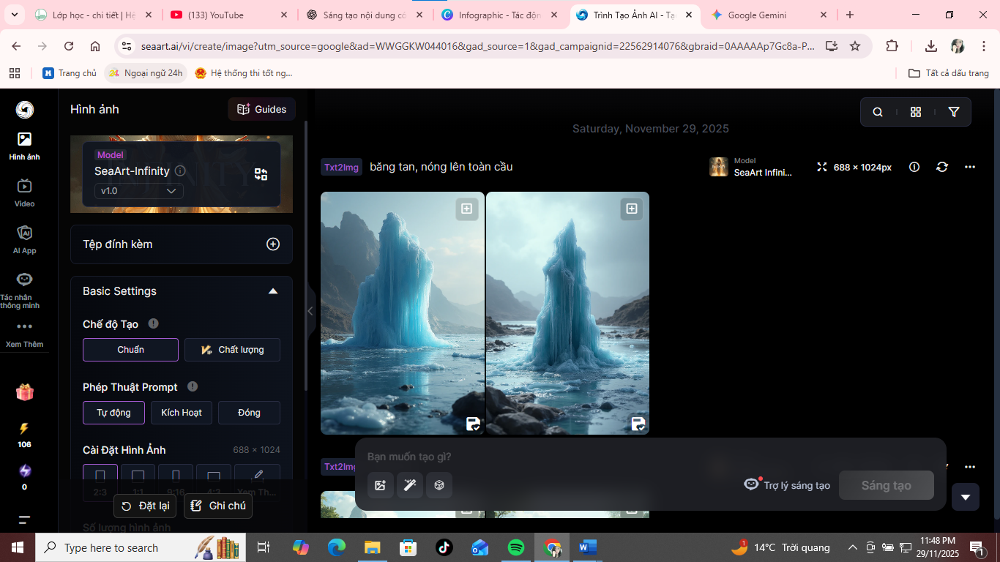 Lớp học - chi tiết | Hệ
(133) YouTube
Sáng tạo nội dung có
Infographic - Tác độn
Trình Tạo Ảnh AI - Tạo
Google Gemini
seaart.ai/vi/create/image?utm_source=google&ad=WWGGKW044016&gad_source=1&gad_campaignid=22562914076&gbraid=0AAAAAp7Gc8a-P...
Trang chủ
Ngoại ngữ 24h
Hệ thống thi tốt ng...
Tất cả dấu trang
Hình ảnh
Guides
Hình ảnh
Video
AI App
Tác nhân
thông minh
Xem Thêm
106
0
Model
SeaArt-Infinity
v1.0
Tệp đính kèm
Basic Settings
Chế độ Tạo
Chuẩn
Chất lượng
Phép Thuật Prompt
Tự động
Kích Hoạt
Đóng
Cài Đặt Hình Ảnh
688 × 1024
2:3
1:1
9:16
4:3
Xem Th...
Đặt lại
Ghi chú
Số lượng hình ảnh
Saturday, November 29, 2025
Txt2Img
băng tan, nóng lên toàn cầu
Model
SeaArt Infini...
688 × 1024px
Txt2Img
Bạn muốn tạo gì?
Trợ lý sáng tạo
Sáng tạo
Type here to search
1
14°C Trời quang
11:48 PM
29/11/2025
1